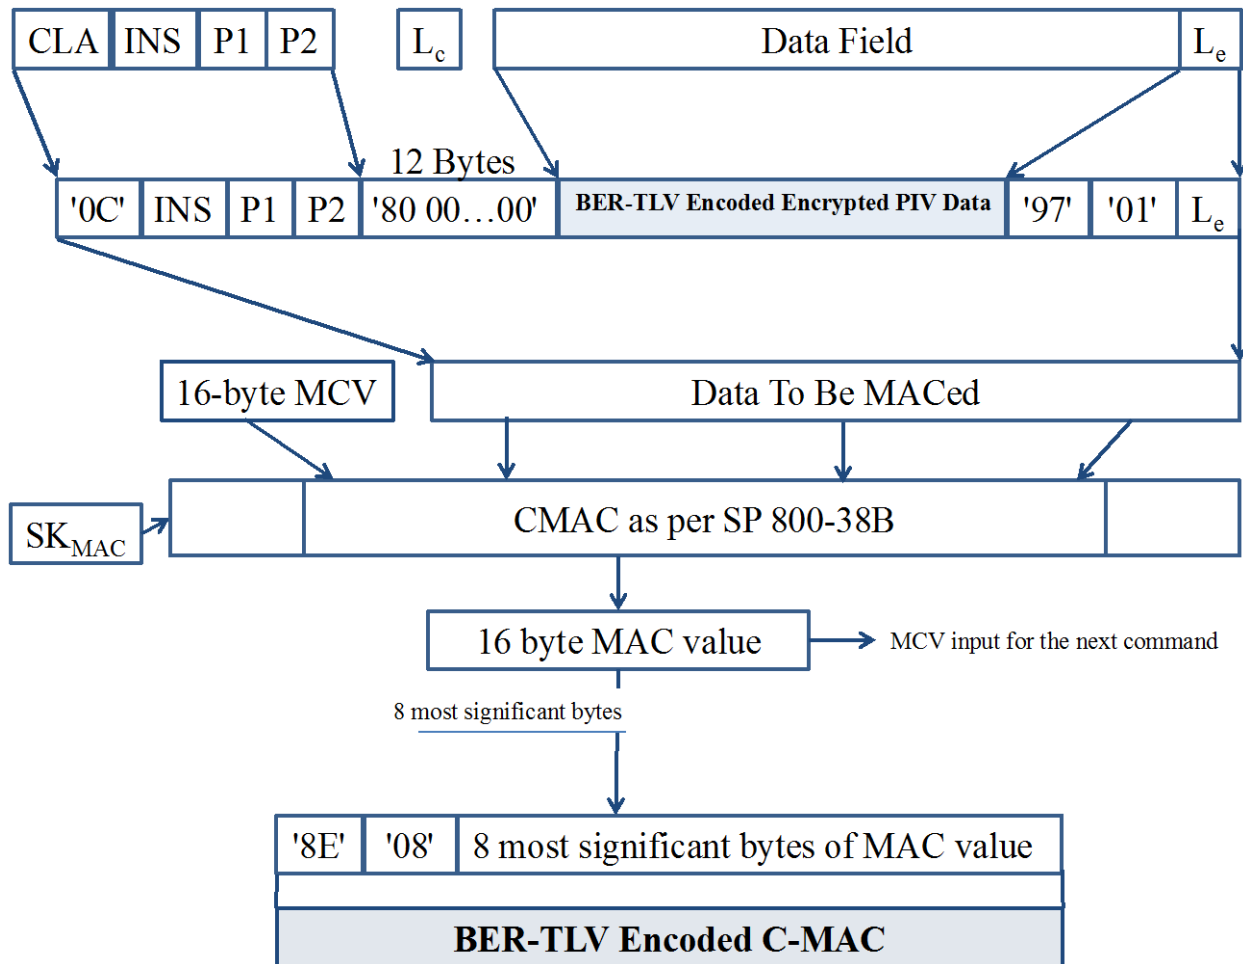 CLA INS P1 P2 Lc Data Field Le
12 Bytes
'0C' INS P1 P2 '80 00...00' BER-TLV Encoded Encrypted PIV Data '97' '01' Le
16-byte MCV Data To Be MACed
CMAC as per SP 800-38B
SKMAC
16 byte MAC value MCV input for the next command
8 most significant bytes
'8E' '08' 8 most significant bytes of MAC value
BER-TLV Encoded C-MAC